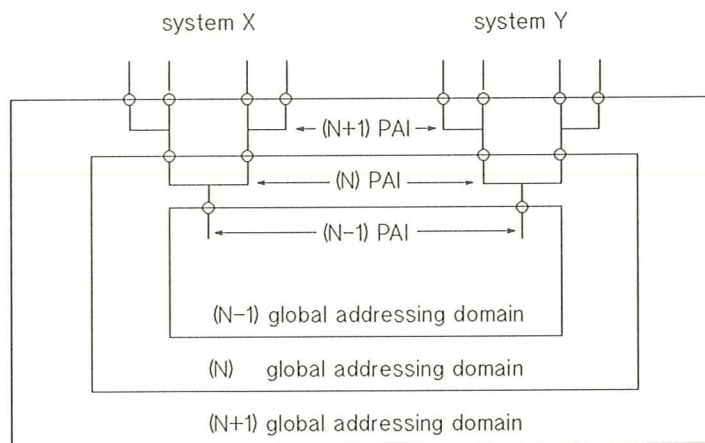 system X system Y
(N+1) PAI
(N) PAI
(N−1) PAI
(N−1) global addressing domain
(N) global addressing domain
(N+1) global addressing domain